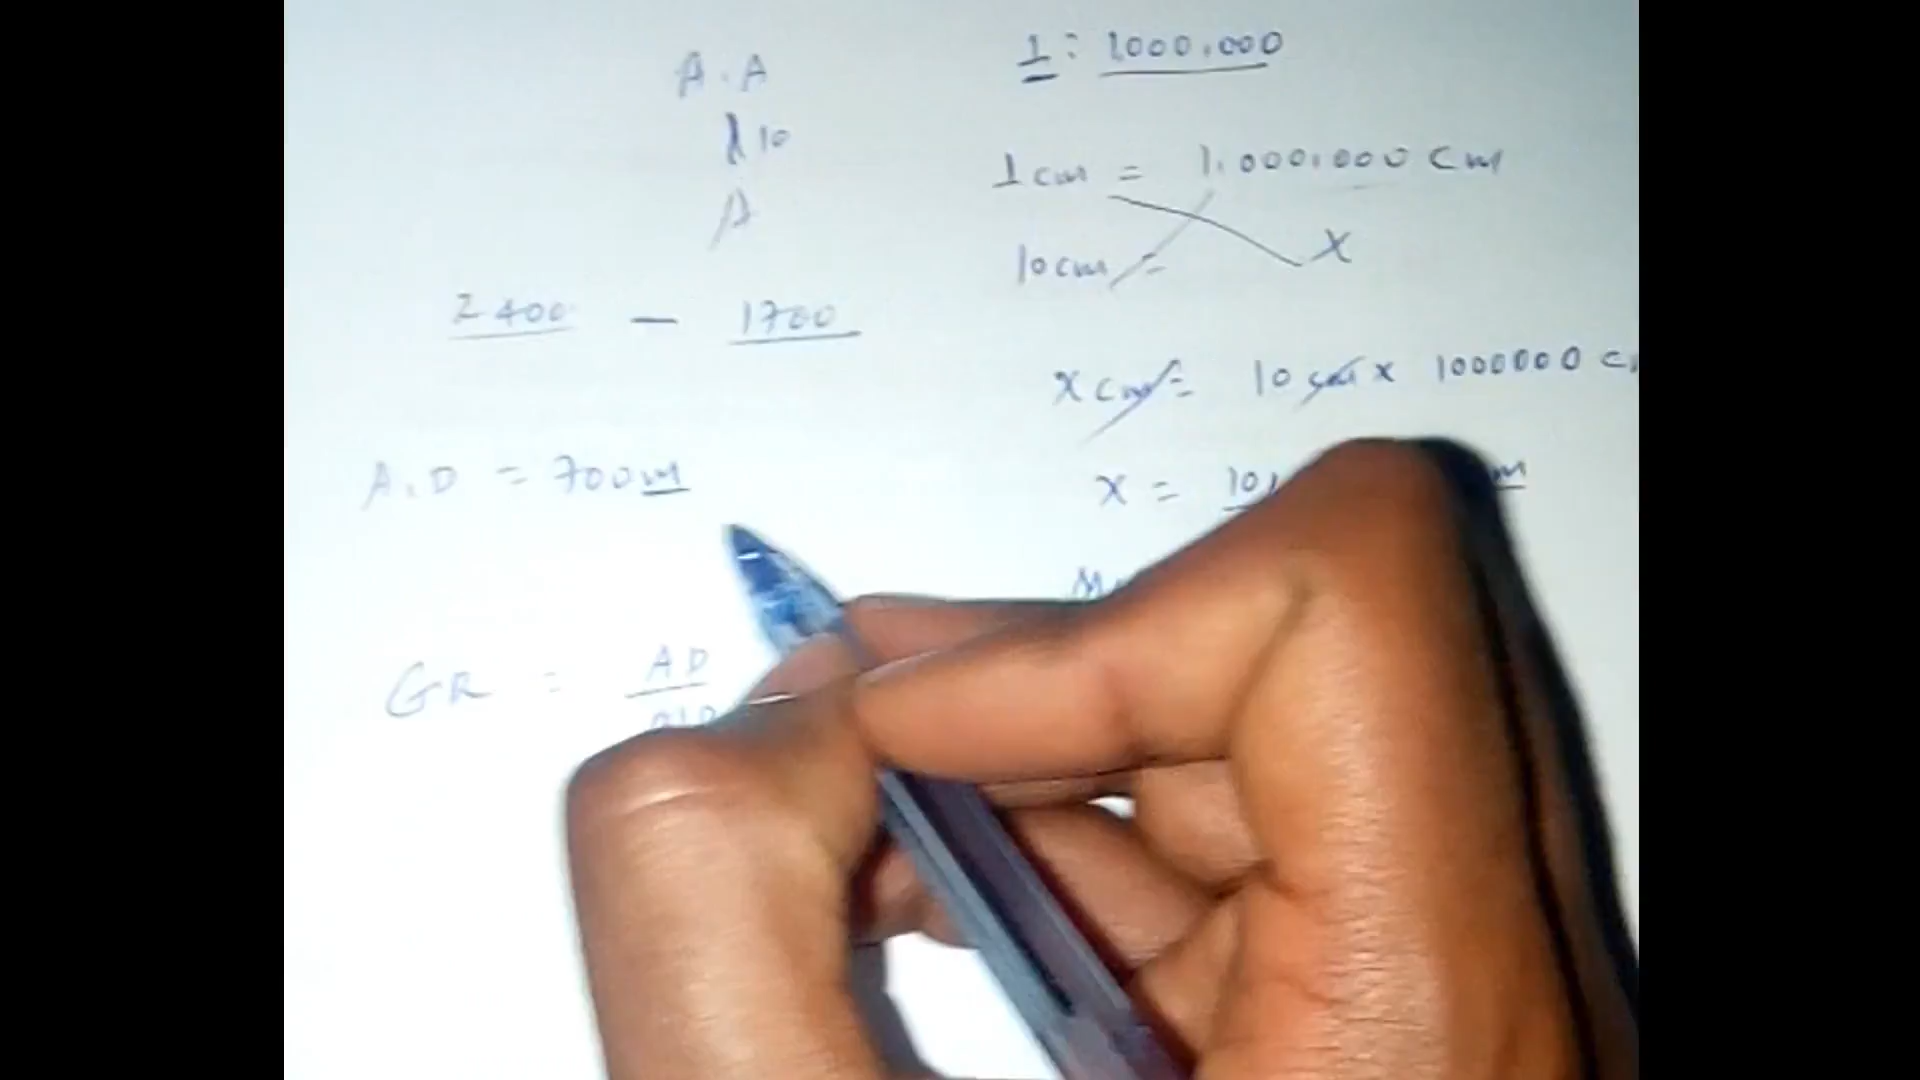 A.A
10
A
2400 - 1700
A.D = 700m
GR = AD
1 : 1000.000
1cm = 1.000.000 cm
10cm = X
x cm = 10 cm x 1000000 c
x = 10 m